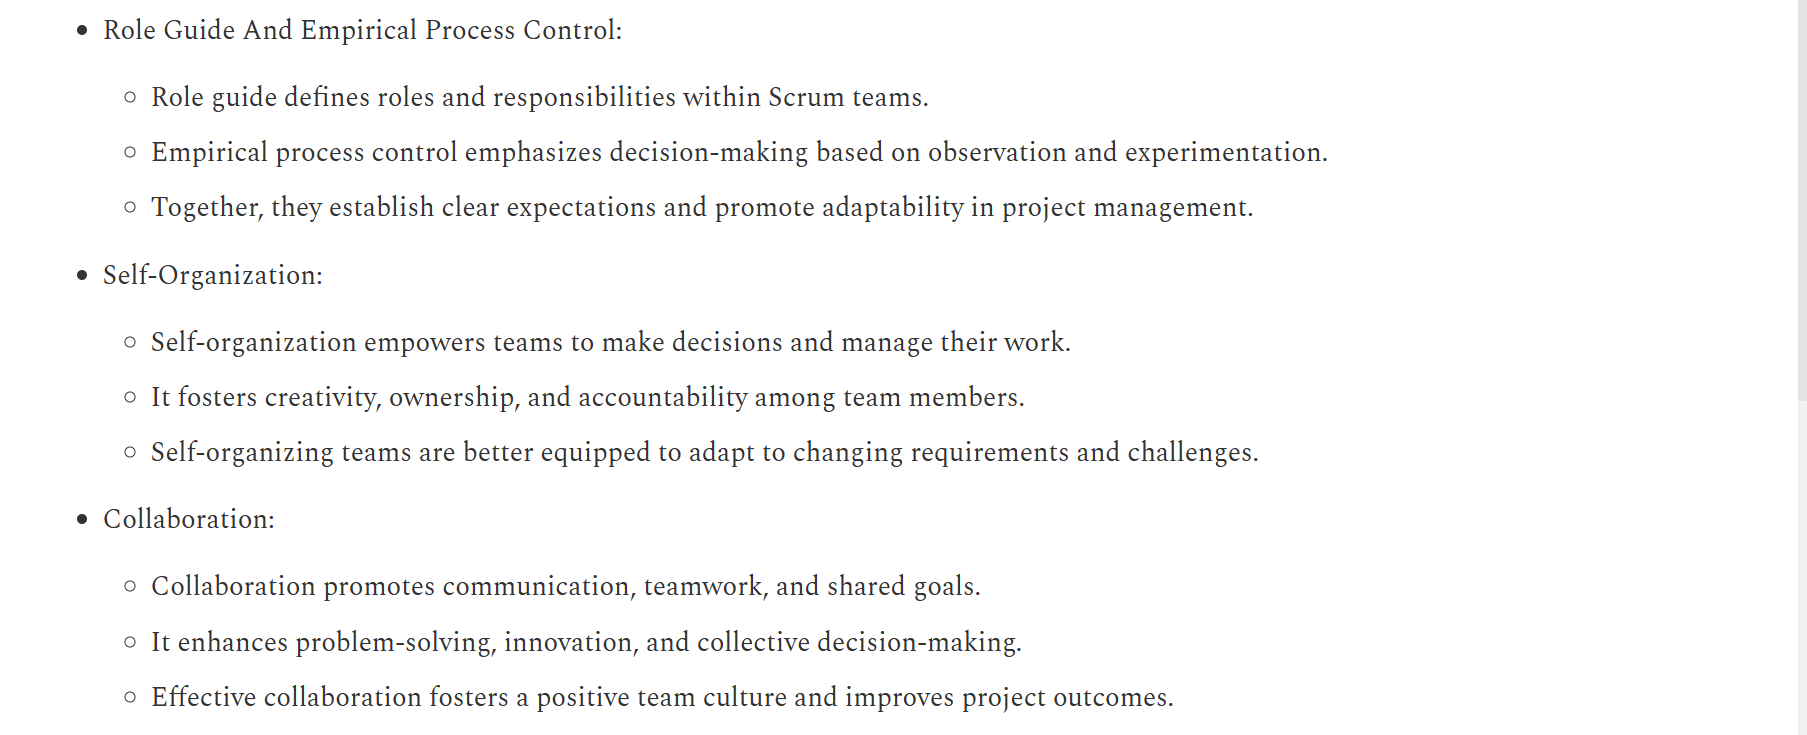 Role Guide And Empirical Process Control:
Role guide defines roles and responsibilities within Scrum teams.
Empirical process control emphasizes decision-making based on observation and experimentation.
Together, they establish clear expectations and promote adaptability in project management.
Self-Organization:
Self-organization empowers teams to make decisions and manage their work.
It fosters creativity, ownership, and accountability among team members.
Self-organizing teams are better equipped to adapt to changing requirements and challenges.
Collaboration:
Collaboration promotes communication, teamwork, and shared goals.
It enhances problem-solving, innovation, and collective decision-making.
Effective collaboration fosters a positive team culture and improves project outcomes.